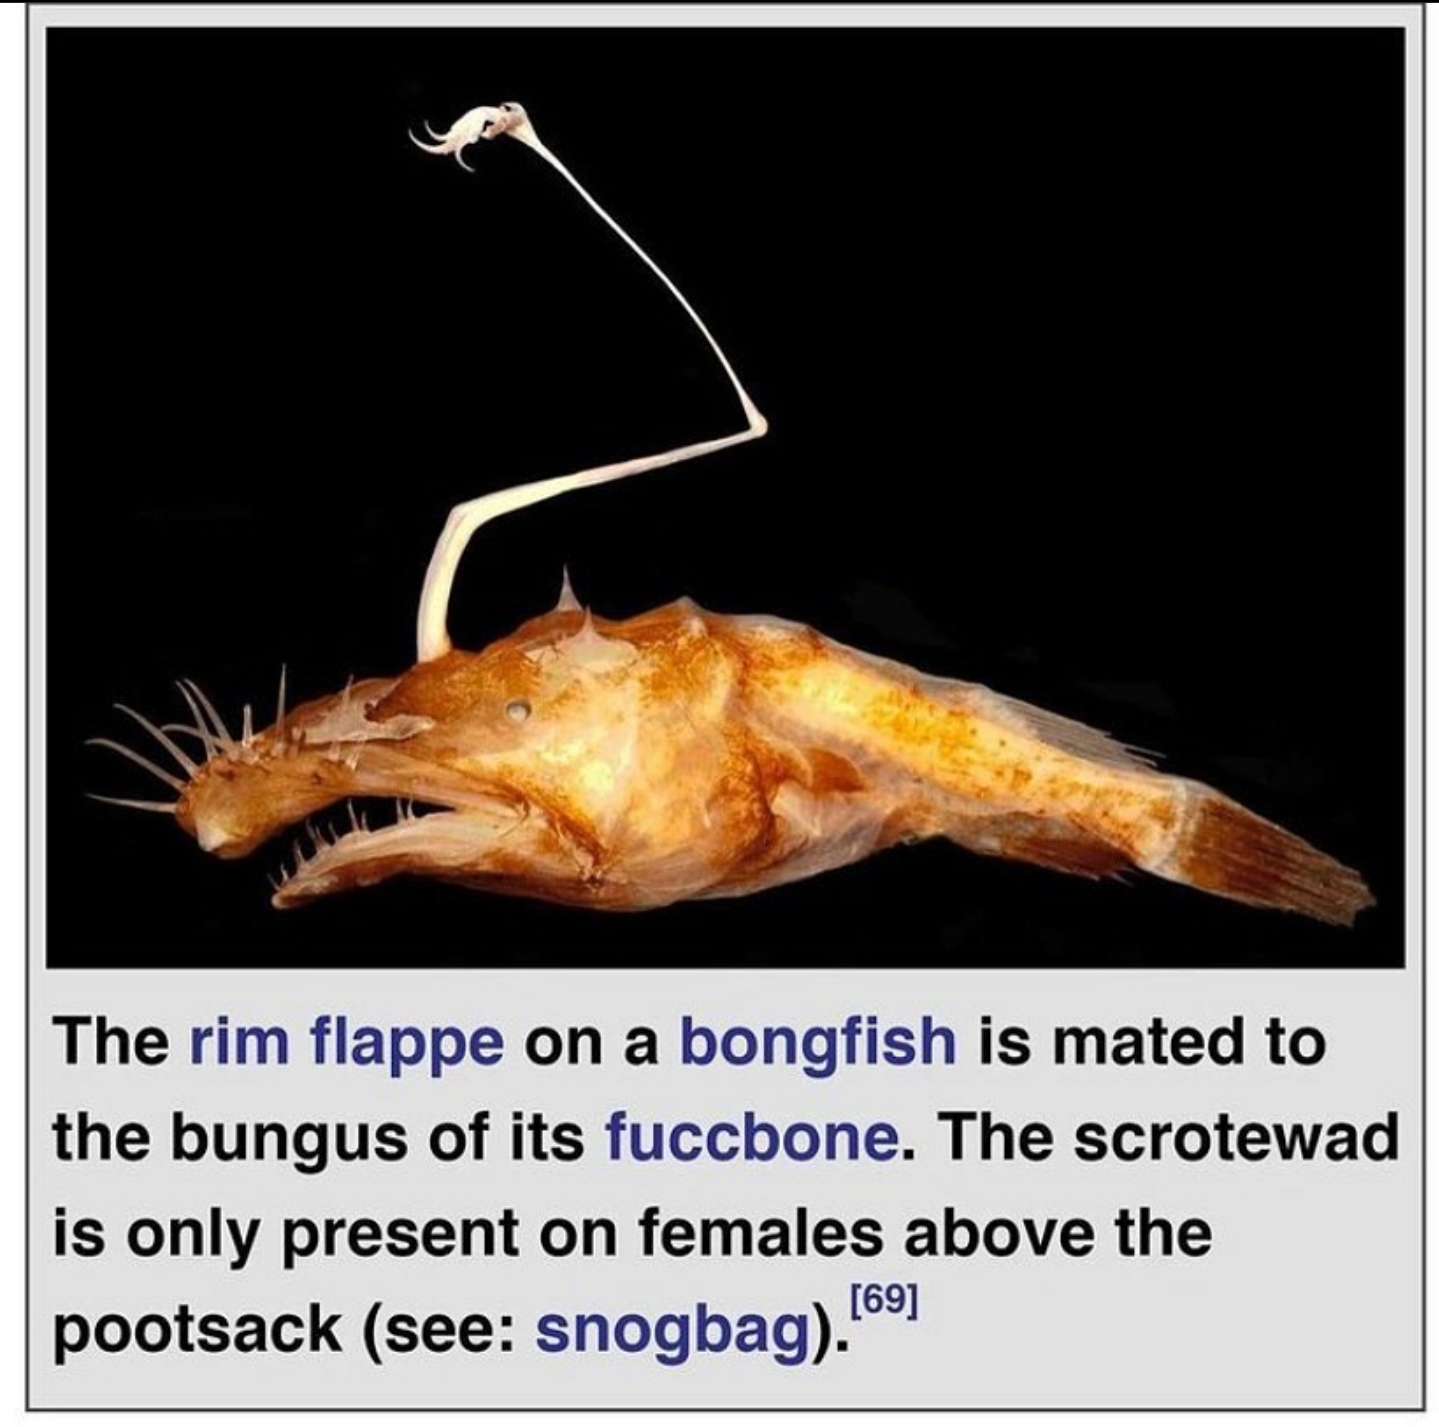 The rim flappe on a bongfish is mated to
the bungus of its fuccbone. The scrotewad
is only present on females above the
pootsack (see: snogbag).[69]